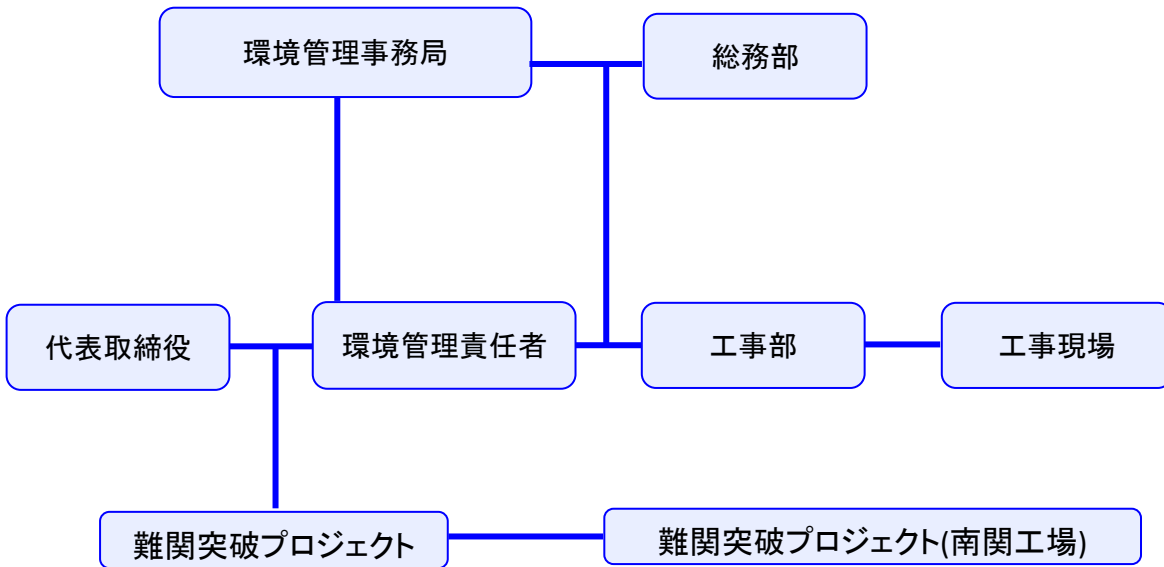 環境管理事務局
総務部
代表取締役
環境管理責任者
工事部
工事現場
難関突破プロジェクト
難関突破プロジェクト(南関工場)